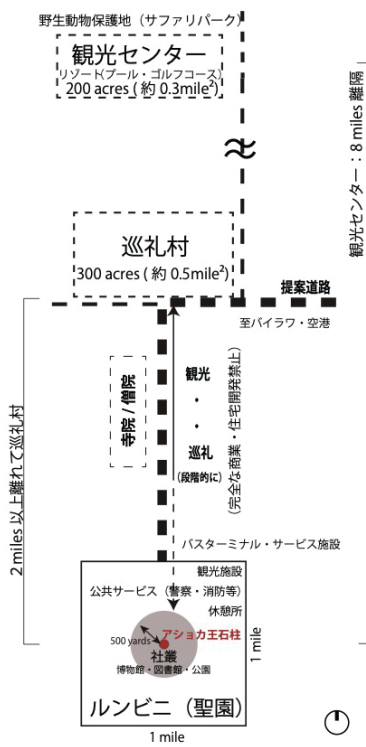 野生動物保護地（サファリパーク）
観光センター
リゾート(プール・ゴルフコース)
200 acres ( 約 0.3mile²)
観光センター：8 miles 離隔
巡礼村
300 acres ( 約 0.5mile²)
提案道路
至バイラワ・空港
2 miles 以上離れて巡礼村
寺院 / 僧院
観光
・
・
巡礼
(段階的に)
（完全な商業・住宅開発禁止）
バスターミナル・サービス施設
観光施設
公共サービス（警察・消防等）
休憩所
アショカ王石柱
500 yards
社叢
博物館・図書館・公園
1 mile
ルンビニ（聖園）
1 mile